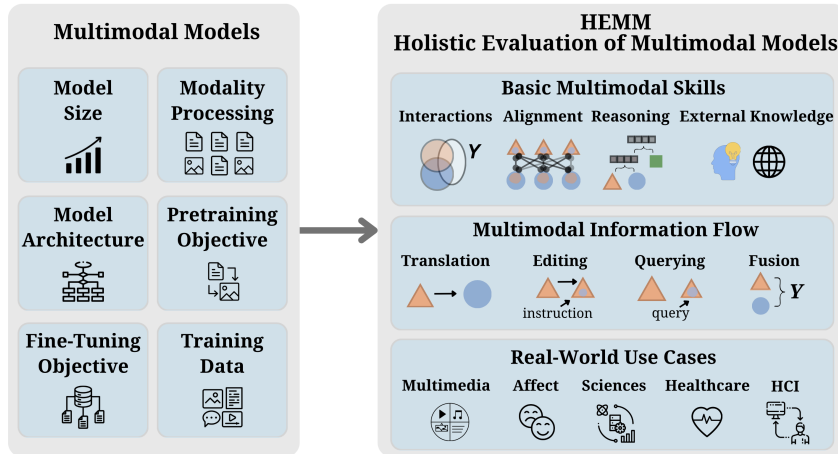 Multimodal Models
Model
Size
Modality
Processing
Model
Architecture
Pretraining
Objective
Fine-Tuning
Objective
Training
Data
HEMM
Holistic Evaluation of Multimodal Models
Basic Multimodal Skills
Interactions Alignment Reasoning External Knowledge
Y
Multimodal Information Flow
Translation Editing Querying Fusion
instruction query Y
Real-World Use Cases
Multimedia Affect Sciences Healthcare HCI